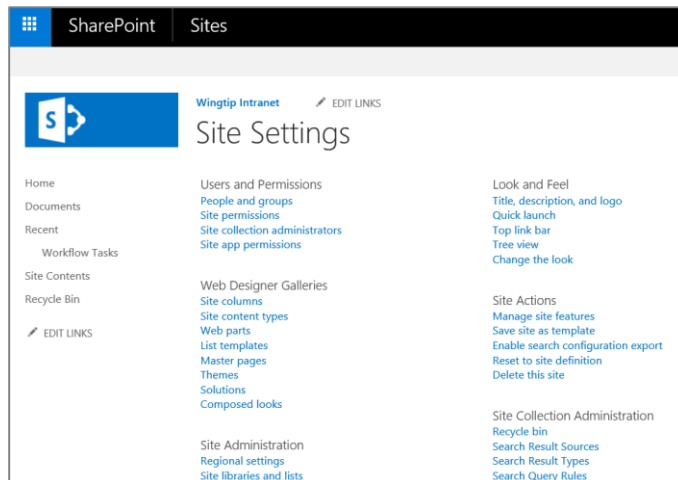 SharePoint
Sites
S
Wingtip Intranet
EDIT LINKS
Site Settings
Home
Documents
Recent
Workflow Tasks
Site Contents
Recycle Bin
EDIT LINKS
Users and Permissions
People and groups
Site permissions
Site collection administrators
Site app permissions
Web Designer Galleries
Site columns
Site content types
Web parts
List templates
Master pages
Themes
Solutions
Composed looks
Site Administration
Regional settings
Site libraries and lists
Look and Feel
Title, description, and logo
Quick launch
Top link bar
Tree view
Change the look
Site Actions
Manage site features
Save site as template
Enable search configuration export
Reset to site definition
Delete this site
Site Collection Administration
Recycle bin
Search Result Sources
Search Result Types
Search Query Rules